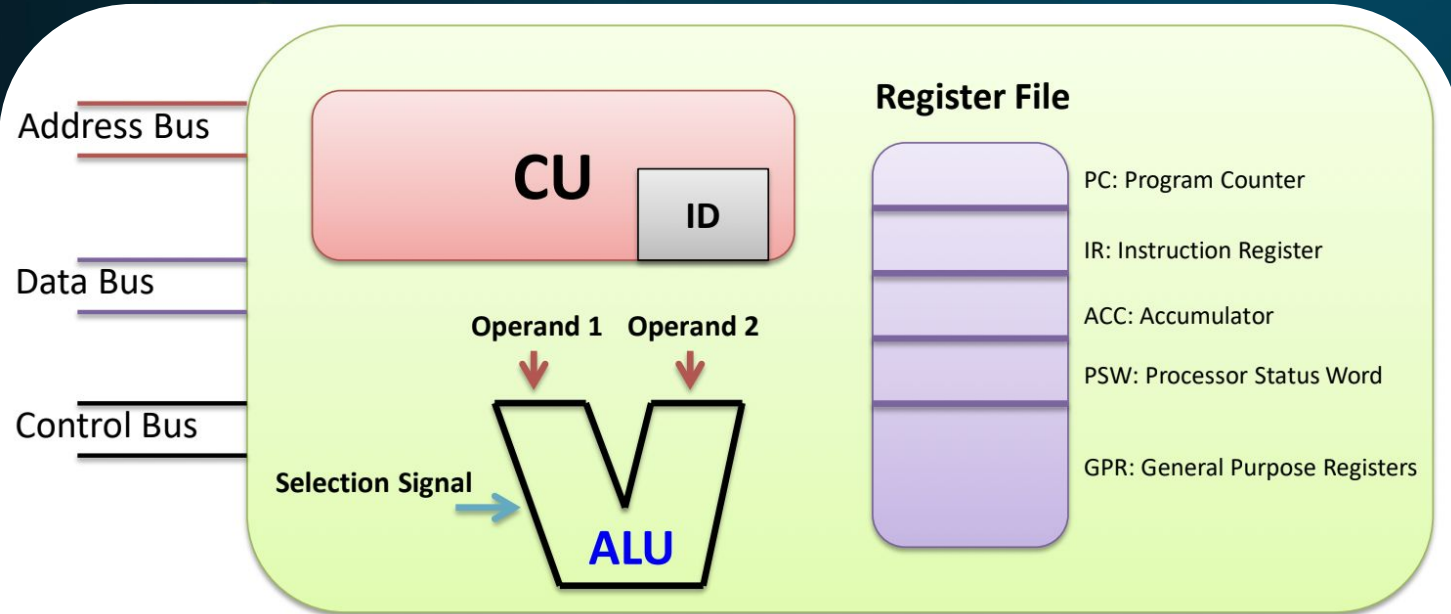 Address Bus
Data Bus
Control Bus
CU
ID
Operand 1 Operand 2
Selection Signal
ALU
Register File
PC: Program Counter
IR: Instruction Register
ACC: Accumulator
PSW: Processor Status Word
GPR: General Purpose Registers